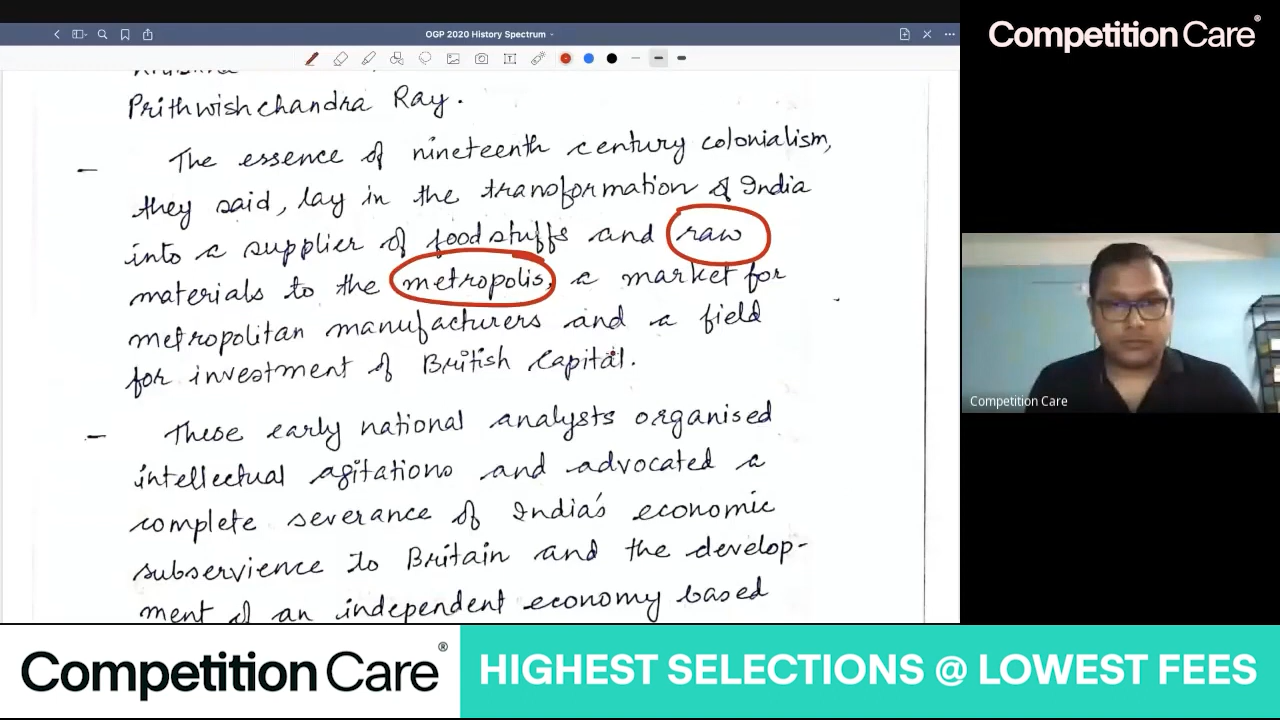 OGP 2020 History Spectrum
Competition Care®
Prithwishchandra Ray.
- The essence of nineteenth century colonialism,
they said, lay in the transformation of India
into a supplier of foodstuffs and raw
materials to the metropolis, a market for
metropolitan manufacturers and a field
for investment of British Capital.
- These early national analysts organised
intellectual agitations and advocated a
complete severance of India's economic
subservience to Britain and the develop-
ment of an independent economy based
Competition Care
Competition Care®
HIGHEST SELECTIONS @ LOWEST FEES